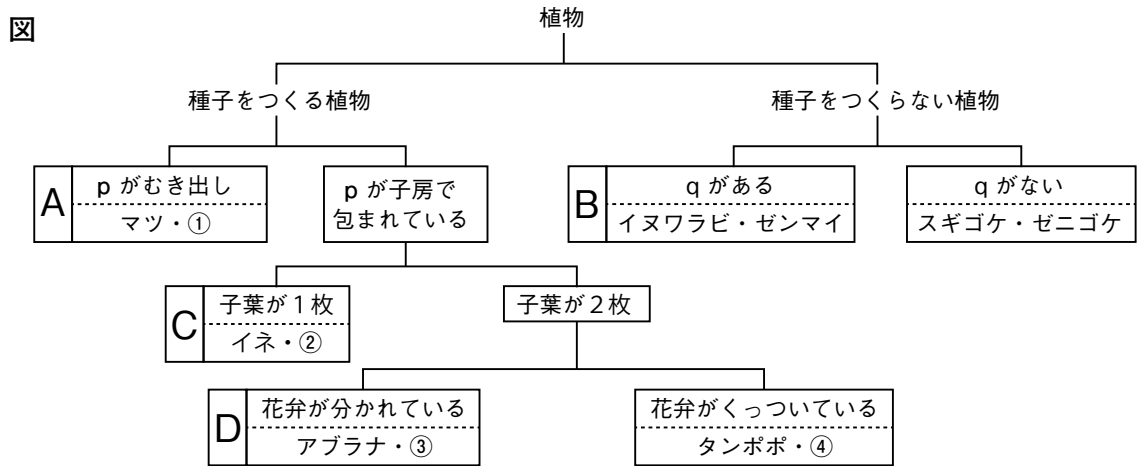 図
植物
種子をつくる植物
種子をつくらない植物
A
p がむき出し
マツ・①
p が子房で
包まれている
B
q がある
イヌワラビ・ゼンマイ
q がない
スギゴケ・ゼニゴケ
C
子葉が１枚
イネ・②
子葉が２枚
D
花弁が分かれている
アブラナ・③
花弁がくっついている
タンポポ・④